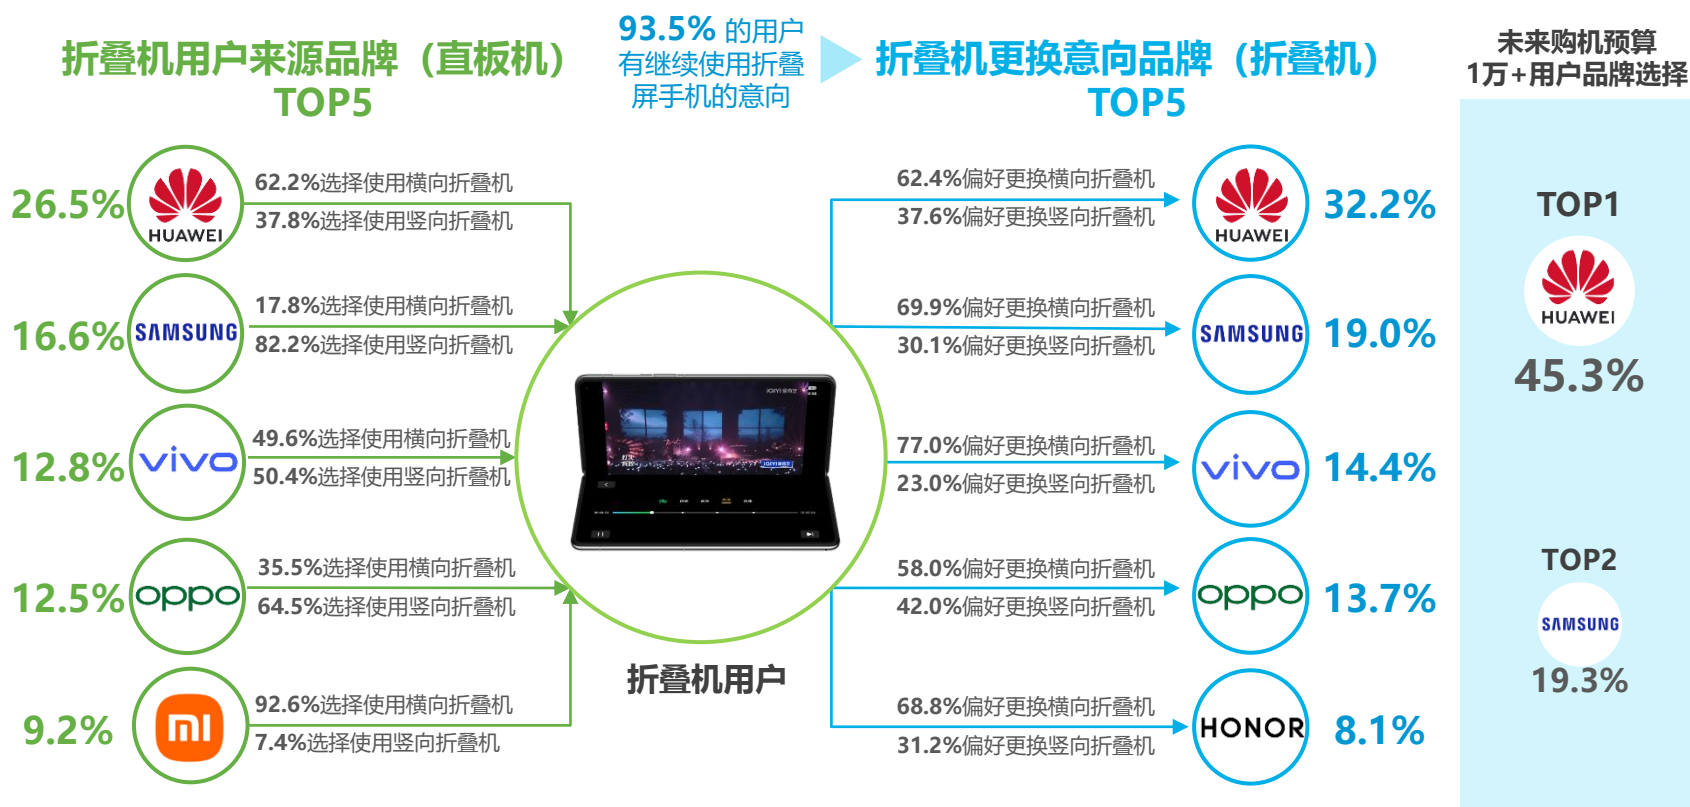 折叠机用户来源品牌（直板机）
TOP5
93.5% 的用户
有继续使用折叠
屏手机的意向
折叠机更换意向品牌（折叠机）
TOP5
未来购机预算
1万+用户品牌选择
26.5%
HUAWEI
62.2%选择使用横向折叠机
37.8%选择使用竖向折叠机
16.6%
SAMSUNG
17.8%选择使用横向折叠机
82.2%选择使用竖向折叠机
12.8%
vivo
49.6%选择使用横向折叠机
50.4%选择使用竖向折叠机
12.5%
oppo
35.5%选择使用横向折叠机
64.5%选择使用竖向折叠机
9.2%
mi
92.6%选择使用横向折叠机
7.4%选择使用竖向折叠机
折叠机用户
62.4%偏好更换横向折叠机
37.6%偏好更换竖向折叠机
HUAWEI
32.2%
69.9%偏好更换横向折叠机
30.1%偏好更换竖向折叠机
SAMSUNG
19.0%
77.0%偏好更换横向折叠机
23.0%偏好更换竖向折叠机
vivo
14.4%
58.0%偏好更换横向折叠机
42.0%偏好更换竖向折叠机
oppo
13.7%
68.8%偏好更换横向折叠机
31.2%偏好更换竖向折叠机
HONOR
8.1%
TOP1
HUAWEI
45.3%
TOP2
SAMSUNG
19.3%